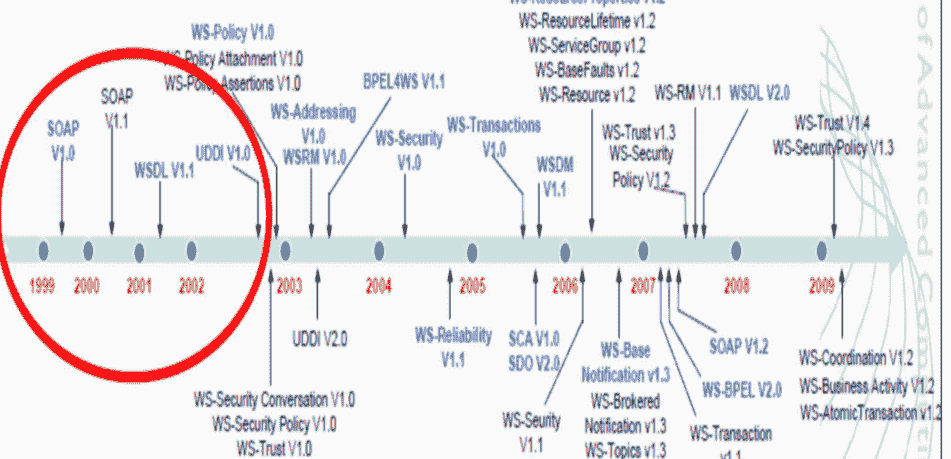 WS-ResourceProperties v1.2
WS-ResourceLifetime v1.2
WS-ServiceGroup v1.2
WS-BaseFaults v1.2
WS-Resource v1.2
WS-Policy V1.0
WS-Policy Attachment V1.0
WS-Policy Assertions V1.0
SOAP
V1.0
SOAP
V1.1
WSDL V1.1
UDDI V1.0
WS-Addressing
V1.0
WSRM V1.0
BPEL4WS V1.1
WS-Security
V1.0
WS-Transactions
V1.0
WSDM
V1.1
WS-Trust v1.3
WS-Security
Policy V1.2
WS-RM V1.1
WSDL V2.0
WS-Trust V1.4
WS-SecurityPolicy V1.3
1999 2000 2001 2002 2003 2004 2005 2006 2007 2008 2009
WS-Security Conversation V1.0
WS-Security Policy V1.0
WS-Trust V1.0
UDDI V2.0
WS-Reliability
V1.1
SCA V1.0
SDO V2.0
WS-Seurity
V1.1
WS-Base
Notification v1.3
WS-Brokered
Notification v1.3
WS-Topics v1.3
SOAP V1.2
WS-BPEL V2.0
WS-Transaction
v1.1
WS-Coordination V1.2
WS-Business Activity V1.2
WS-AtomicTransaction v1.2
of Advanced